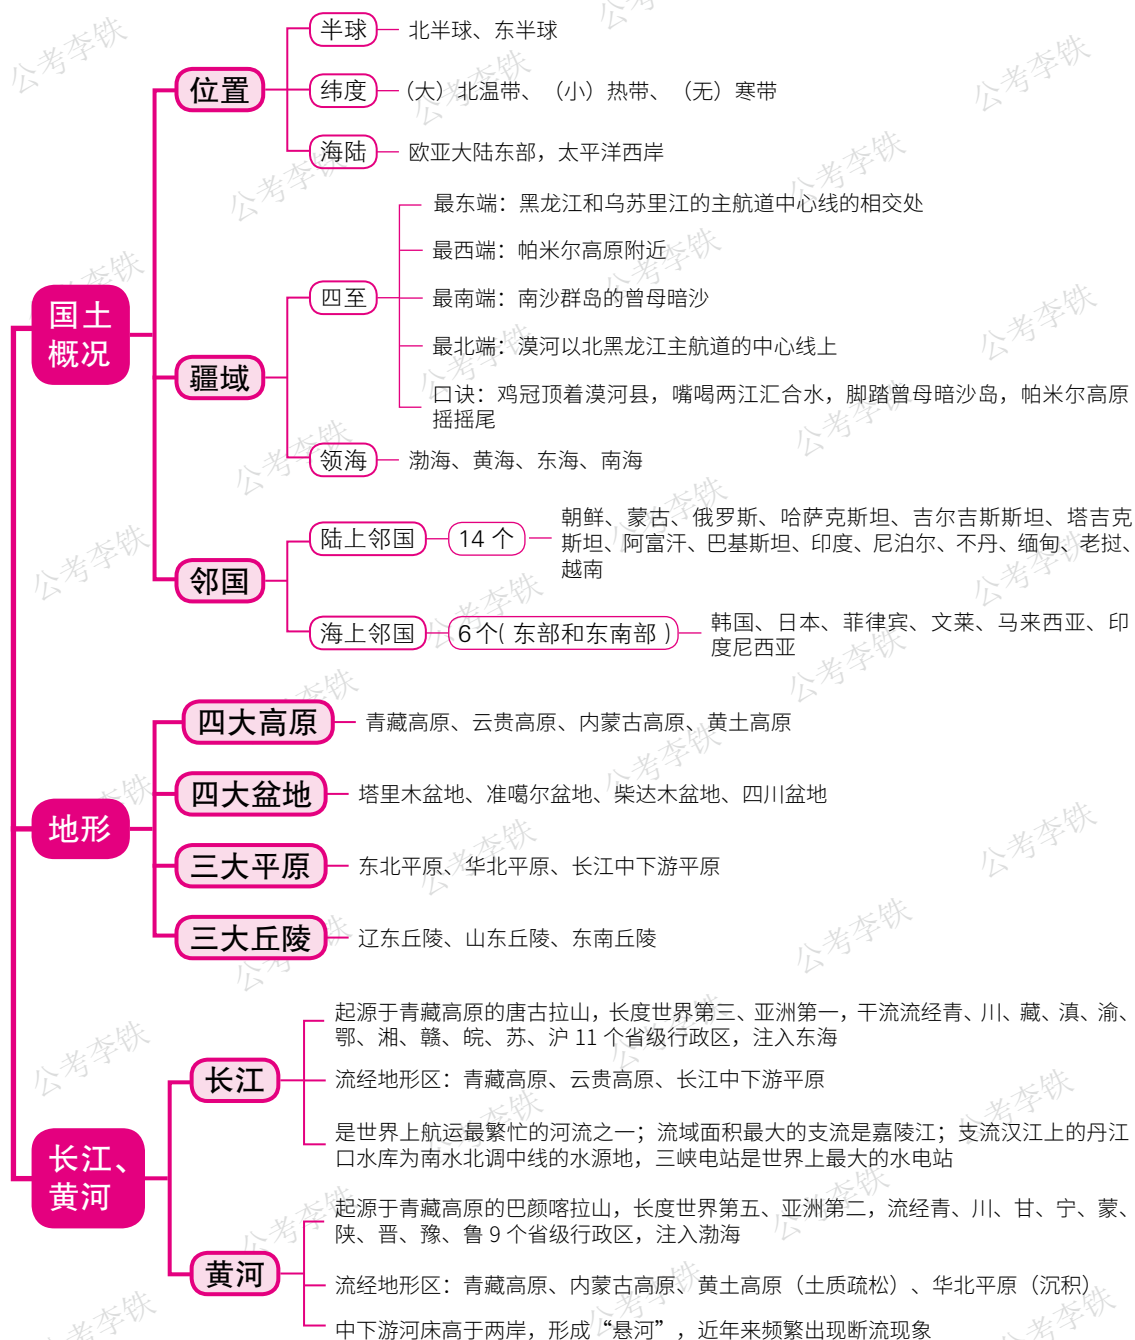 国土
概况
位置
半球
北半球、东半球
纬度
（大）北温带、（小）热带、（无）寒带
海陆
欧亚大陆东部，太平洋西岸
疆域
四至
最东端：黑龙江和乌苏里江的主航道中心线的相交处
最西端：帕米尔高原附近
最南端：南沙群岛的曾母暗沙
最北端：漠河以北黑龙江主航道的中心线上
口诀：鸡冠顶着漠河县，嘴喝两江汇合水，脚踏曾母暗沙岛，帕米尔高原
摇摇尾
领海
渤海、黄海、东海、南海
邻国
陆上邻国
14 个
朝鲜、蒙古、俄罗斯、哈萨克斯坦、吉尔吉斯斯坦、塔吉克
斯坦、阿富汗、巴基斯坦、印度、尼泊尔、不丹、缅甸、老挝、
越南
海上邻国
6个( 东部和东南部 )
韩国、日本、菲律宾、文莱、马来西亚、印
度尼西亚
地形
四大高原
青藏高原、云贵高原、内蒙古高原、黄土高原
四大盆地
塔里木盆地、准噶尔盆地、柴达木盆地、四川盆地
三大平原
东北平原、华北平原、长江中下游平原
三大丘陵
辽东丘陵、山东丘陵、东南丘陵
长江、
黄河
长江
起源于青藏高原的唐古拉山，长度世界第三、亚洲第一，干流流经青、川、藏、滇、渝、
鄂、湘、赣、皖、苏、沪 11 个省级行政区，注入东海
流经地形区：青藏高原、云贵高原、长江中下游平原
是世界上航运最繁忙的河流之一；流域面积最大的支流是嘉陵江；支流汉江上的丹江
口水库为南水北调中线的水源地，三峡电站是世界上最大的水电站
黄河
起源于青藏高原的巴颜喀拉山，长度世界第五、亚洲第二，流经青、川、甘、宁、蒙、
陕、晋、豫、鲁 9 个省级行政区，注入渤海
流经地形区：青藏高原、内蒙古高原、黄土高原（土质疏松）、华北平原（沉积）
中下游河床高于两岸，形成“悬河”，近年来频繁出现断流现象
公考李铁